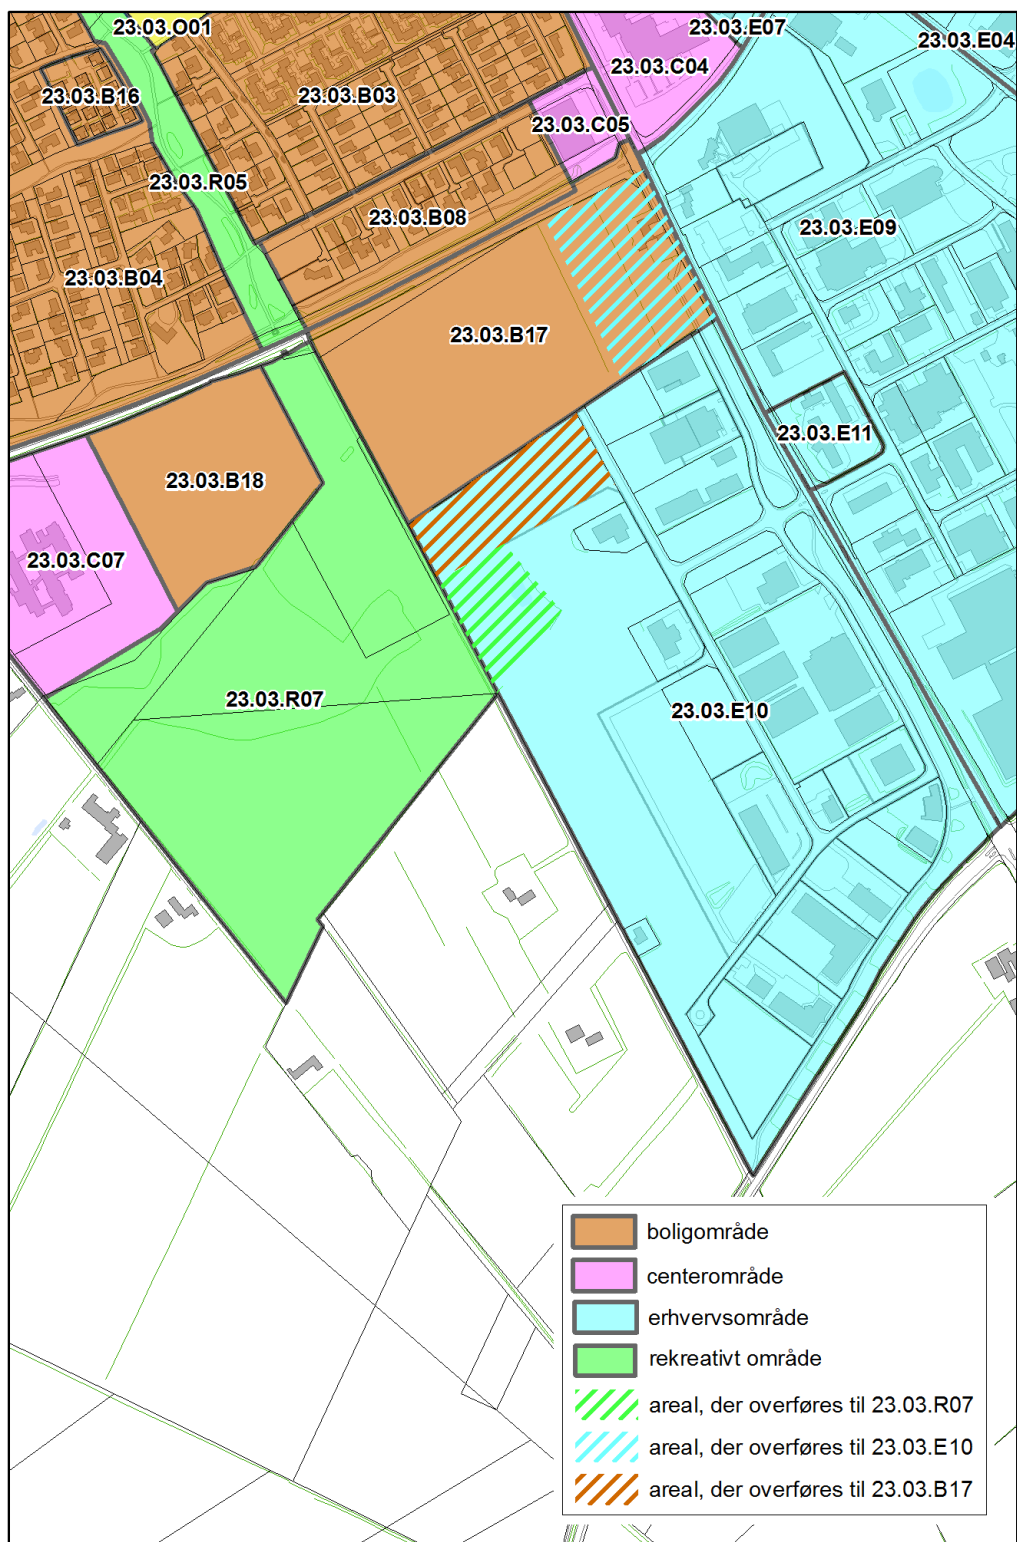 23.03.O01
23.03.E07
23.03.E04
23.03.C04
23.03.B16
23.03.B03
23.03.C05
23.03.R05
23.03.B08
23.03.E09
23.03.B04
23.03.B17
23.03.E11
23.03.B18
23.03.C07
23.03.R07
23.03.E10
boligområde
centerområde
erhvervsområde
rekreativt område
areal, der overføres til 23.03.R07
areal, der overføres til 23.03.E10
areal, der overføres til 23.03.B17